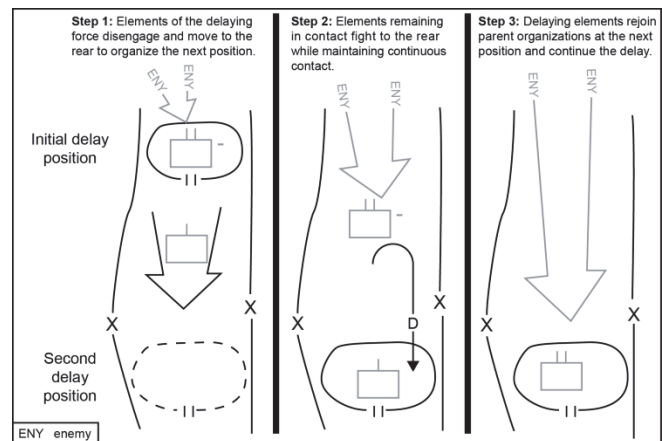 Step 1: Elements of the delaying
force disengage and move to the
rear to organize the next position.
Step 2: Elements remaining
in contact fight to the rear
while maintaining continuous
contact.
Step 3: Delaying elements rejoin
parent organizations at the next
position and continue the delay.
ENY
ENY
ENY
ENY
ENY
ENY
Initial delay
position
Second
delay
position
X
X
X
X
X
X
D
ENY enemy